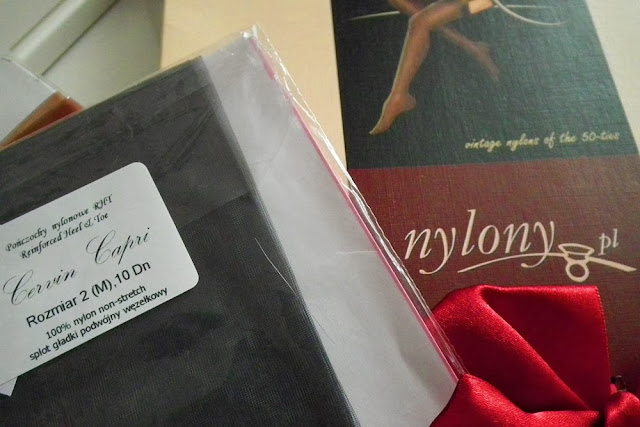 vintage nylons of the 50-ties
nylony.pl
Pończochy nylonowe RHT
Reinforced Heel & Toe
Cervin Capri
Rozmiar 2 (M), 10 Dn
100% nylon non-stretch
splot gładki podwójny węzełkowy